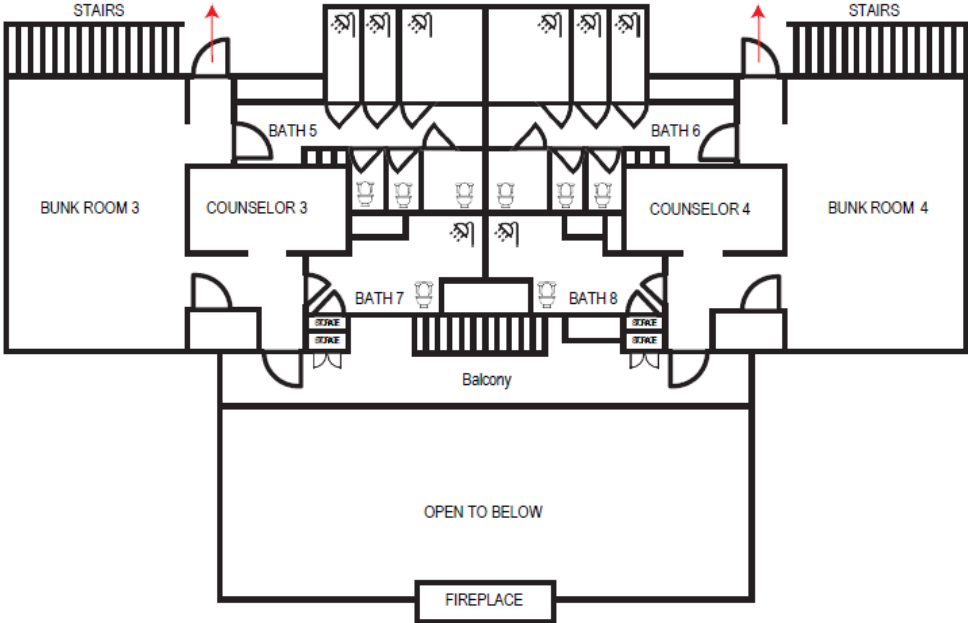 STAIRS
STAIRS
BATH 5
BATH 6
BUNK ROOM 3
COUNSELOR 3
COUNSELOR 4
BUNK ROOM 4
BATH 7
BATH 8
STORAGE
STORAGE
STORAGE
STORAGE
Balcony
OPEN TO BELOW
FIREPLACE